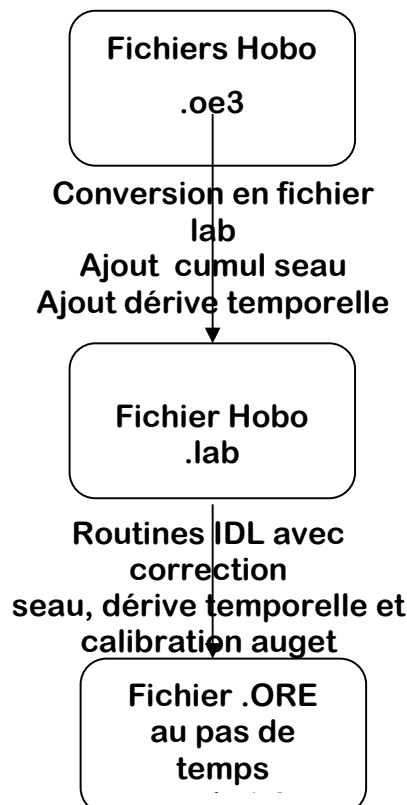 Fichiers Hobo
.oe3
Conversion en fichier
lab
Ajout cumul seau
Ajout dérive temporelle
Fichier Hobo
.lab
Routines IDL avec
correction
seau, dérive temporelle et
calibration auget
Fichier .ORE
au pas de
temps